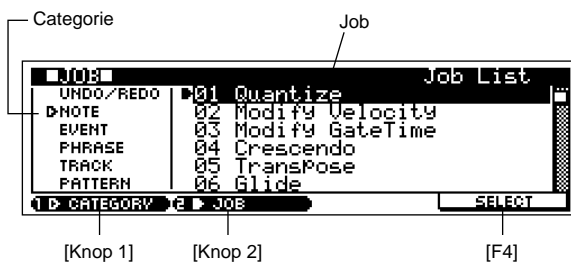 Categorie
Job
JOB Job List
UNDO/REDO 01 Quantize
NOTE 02 Modify Velocity
EVENT 03 Modify GateTime
PHRASE 04 Crescendo
TRACK 05 Transpose
PATTERN 06 Glide
1 CATEGORY 2 JOB SELECT
[Knop 1] [Knop 2] [F4]